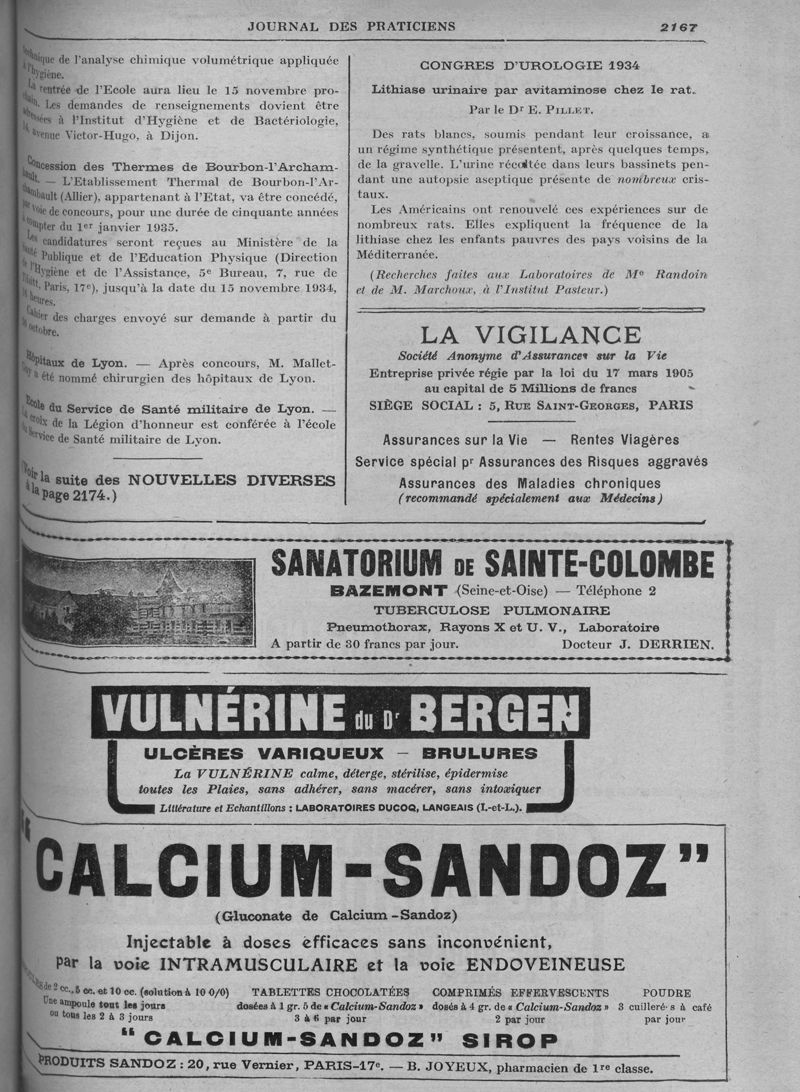 JOURNAL DES PRATICIENS 2167
technique de l'analyse chimique volumétrique appliquée
à l'hygiène.
La rentrée de l'Ecole aura lieu le 15 novembre pro-
chain. Les demandes de renseignements doivent être
adressées à l'Institut d'Hygiène et de Bactériologie,
avenue Victor-Hugo, à Dijon.
Concession des Thermes de Bourbon-l'Archam-
bault. — L'Etablissement Thermal de Bourbon-l'Ar-
chambault (Allier), appartenant à l'Etat, va être concédé,
par voie de concours, pour une durée de cinquante années
à compter du 1er janvier 1935.
Les candidatures seront reçues au Ministère de la
Santé Publique et de l'Education Physique (Direction
de l'Hygiène et de l'Assistance, 5e Bureau, 7, rue de
Paris, 17e), jusqu'à la date du 15 novembre 1934,
heures.
Cahier des charges envoyé sur demande à partir du
octobre.
Hôpitaux de Lyon. — Après concours, M. Mallet-
Guy a été nommé chirurgien des hôpitaux de Lyon.
Ecole du Service de Santé militaire de Lyon. —
La croix de la Légion d'honneur est conférée à l'école
Service de Santé militaire de Lyon.
(Voir la suite des NOUVELLES DIVERSES
à la page 2174.)
CONGRES D'UROLOGIE 1934
Lithiase urinaire par avitaminose chez le rat.
Par le Dr E. PILLET.
Des rats blancs, soumis pendant leur croissance, a
un régime synthétique présentent, après quelques temps,
de la gravelle. L'urine récoltée dans leurs bassinets pen-
dant une autopsie aseptique présente de nombreux cris-
taux.
Les Américains ont renouvelé ces expériences sur de
nombreux rats. Elles expliquent la fréquence de la
lithiase chez les enfants pauvres des pays voisins de la
Méditerranée.
(Recherches faites aux Laboratoires de Me Randoin
et de M. Marchoux, à l'Institut Pasteur.)
LA VIGILANCE
Société Anonyme d'Assurances sur la Vie
Entreprise privée régie par la loi du 17 mars 1905
au capital de 5 Millions de francs
SIÈGE SOCIAL : 5, RUE SAINT-GEORGES, PARIS
Assurances sur la Vie — Rentes Viagères
Service spécial pr Assurances des Risques aggravés
Assurances des Maladies chroniques
(recommandé spécialement aux Médecins)
SANATORIUM DE SAINTE-COLOMBE
BAZEMONT (Seine-et-Oise) — Téléphone 2
TUBERCULOSE PULMONAIRE
Pneumothorax, Rayons X et U. V., Laboratoire
A partir de 30 francs par jour. Docteur J. DERRIEN.
VULNÉRINE du Dr BERGEN
ULCÈRES VARIQUEUX — BRULURES
La VULNÉRINE calme, déterge, stérilise, épidermise
toutes les Plaies, sans adhérer, sans macérer, sans intoxiquer
Littérature et Echantillons : LABORATOIRES DUCOQ, LANGEAIS (I.-et-L.).
"CALCIUM-SANDOZ"
(Gluconate de Calcium-Sandoz)
Injectable à doses efficaces sans inconvénient,
par la voie INTRAMUSCULAIRE et la voie ENDOVEINEUSE
de 2 cc., 5 cc. et 10 cc. (solution à 10 0/0) TABLETTES CHOCOLATÉES COMPRIMÉS EFFERVESCENTS POUDRE
Une ampoule tous les jours dosées à 1 gr. 5 de « Calcium-Sandoz » dosés à 4 gr. de « Calcium-Sandoz » 3 cuilleré·s à café
ou tous les 2 à 3 jours 3 à 6 par jour 2 par jour par jour
"CALCIUM-SANDOZ" SIROP
PRODUITS SANDOZ : 20, rue Vernier, PARIS-17e. — B. JOYEUX, pharmacien de 1re classe.